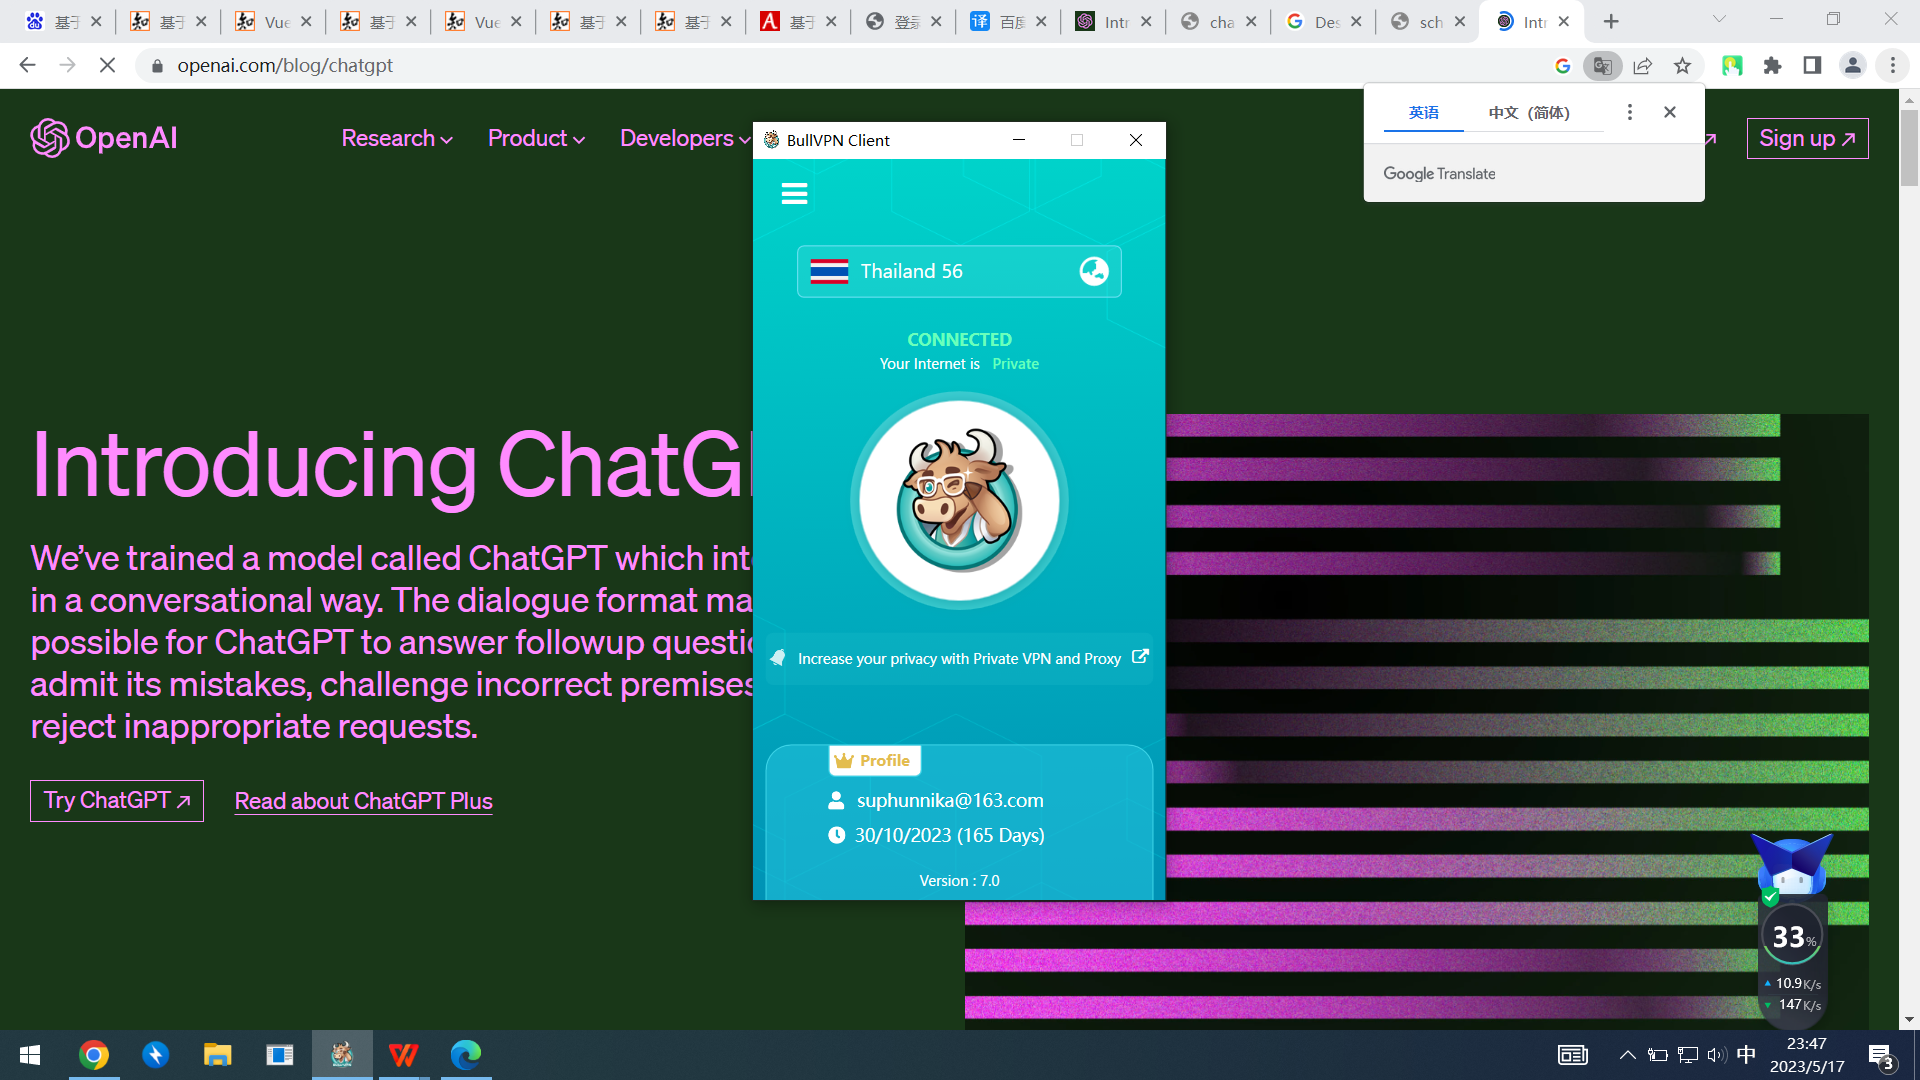 基于
基于
Vue
基于
Vue
基于
基于
基于
登录
百度
Intr
cha
Des
sch
Intr
openai.com/blog/chatgpt
英语
中文（简体）
Google Translate
OpenAI
Research
Product
Developers
Sign up
BullVPN Client
Thailand 56
CONNECTED
Your Internet is Private
Introducing ChatG
We've trained a model called ChatGPT which int
in a conversational way. The dialogue format ma
possible for ChatGPT to answer followup questi
admit its mistakes, challenge incorrect premises
reject inappropriate requests.
Increase your privacy with Private VPN and Proxy
Try ChatGPT
Read about ChatGPT Plus
Profile
suphunnika@163.com
30/10/2023 (165 Days)
Version : 7.0
33%
10.9K/s
147K/s
中
23:47
2023/5/17
3